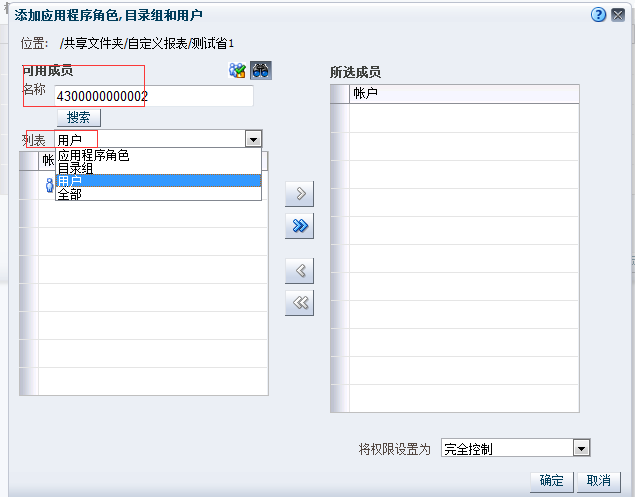 添加应用程序角色,目录组和用户
位置: /共享文件夹/自定义报表/测试省1
可用成员
名称 4300000000002
搜索
列表 用户
应用程序角色
目录组
用户
全部
帐
所选成员
帐户
将权限设置为 完全控制
确定 取消